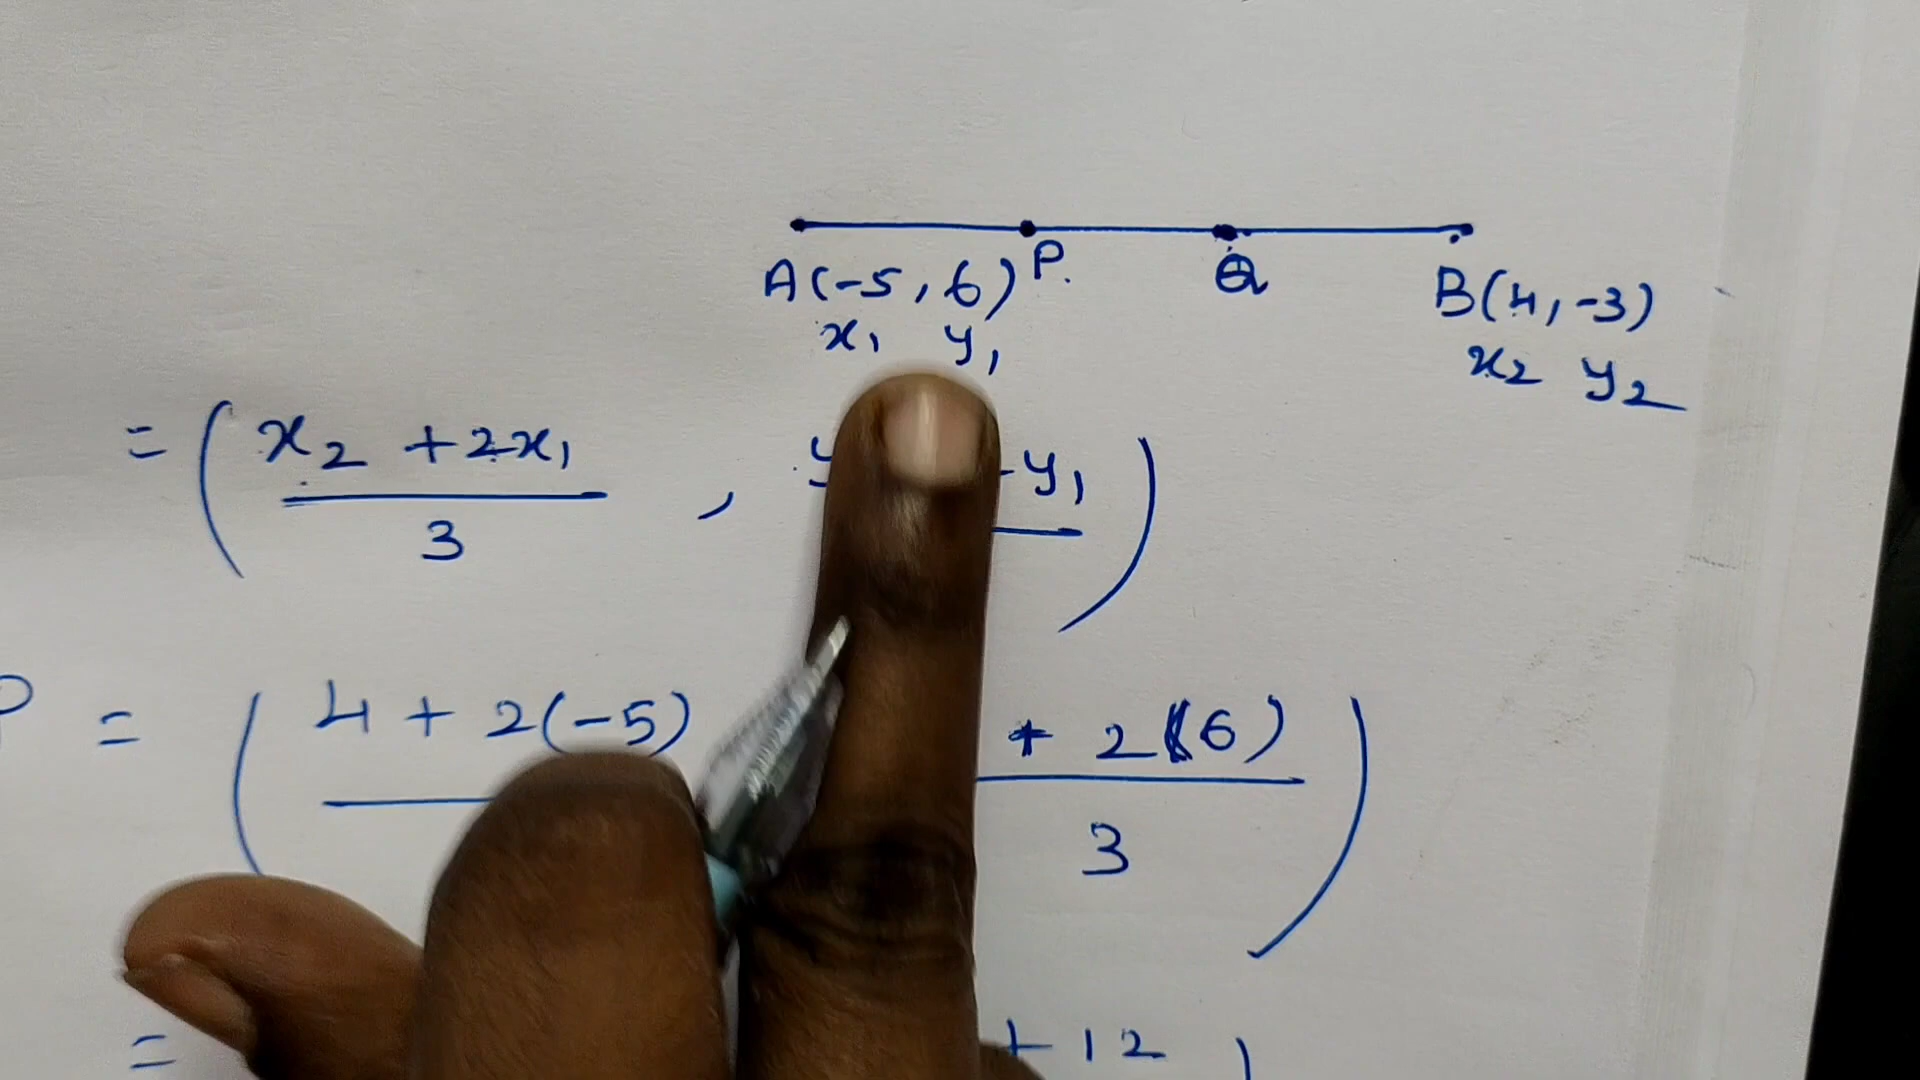 P. Q
A(-5, 6) B(4, -3)
x₁ y₁ x₂ y₂
= ( x₂ + 2x₁ , y₁ )
3
P = ( 4 + 2(-5) + 2(6) )
3
= + 12 )